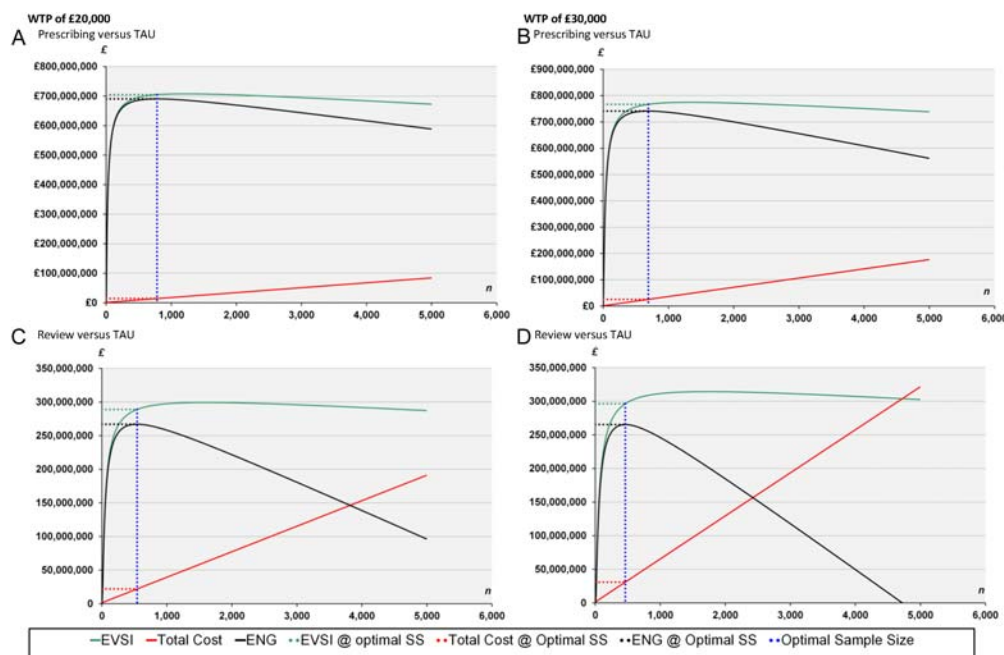 WTP of £20,000
A Prescribing versus TAU
£
£800,000,000
£700,000,000
£600,000,000
£500,000,000
£400,000,000
£300,000,000
£200,000,000
£100,000,000
£0
n
0 1,000 2,000 3,000 4,000 5,000 6,000
WTP of £30,000
B Prescribing versus TAU
£
£900,000,000
£800,000,000
£700,000,000
£600,000,000
£500,000,000
£400,000,000
£300,000,000
£200,000,000
£100,000,000
£0
n
0 1,000 2,000 3,000 4,000 5,000 6,000
C Review versus TAU
£
350,000,000
300,000,000
250,000,000
200,000,000
150,000,000
100,000,000
50,000,000
0
n
0 1,000 2,000 3,000 4,000 5,000 6,000
D Review versus TAU
£
350,000,000
300,000,000
250,000,000
200,000,000
150,000,000
100,000,000
50,000,000
0
n
0 1,000 2,000 3,000 4,000 5,000 6,000
EVSI Total Cost ENG EVSI @ optimal SS Total Cost @ Optimal SS ENG @ Optimal SS Optimal Sample Size